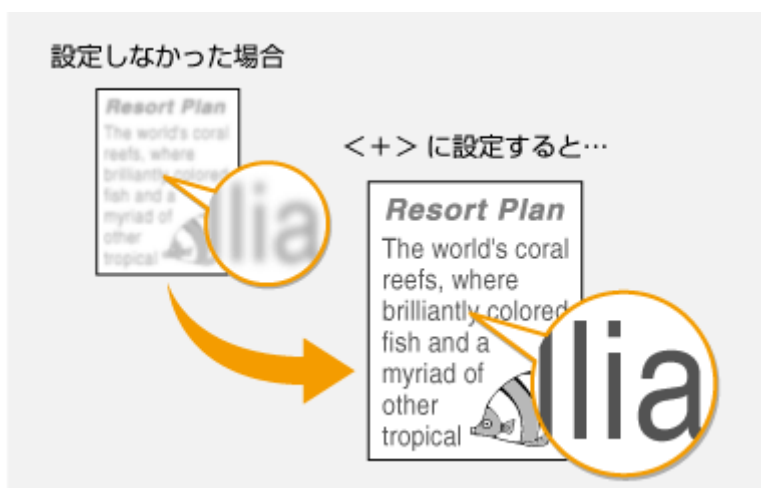 設定しなかった場合
Resort Plan
The world's coral
reefs, where
brilliantly colored
fish and a
myriad of
other
tropical
lia
<+> に設定すると…
Resort Plan
The world's coral
reefs, where
brilliantly colored
fish and a
myriad of
other
tropical
llia